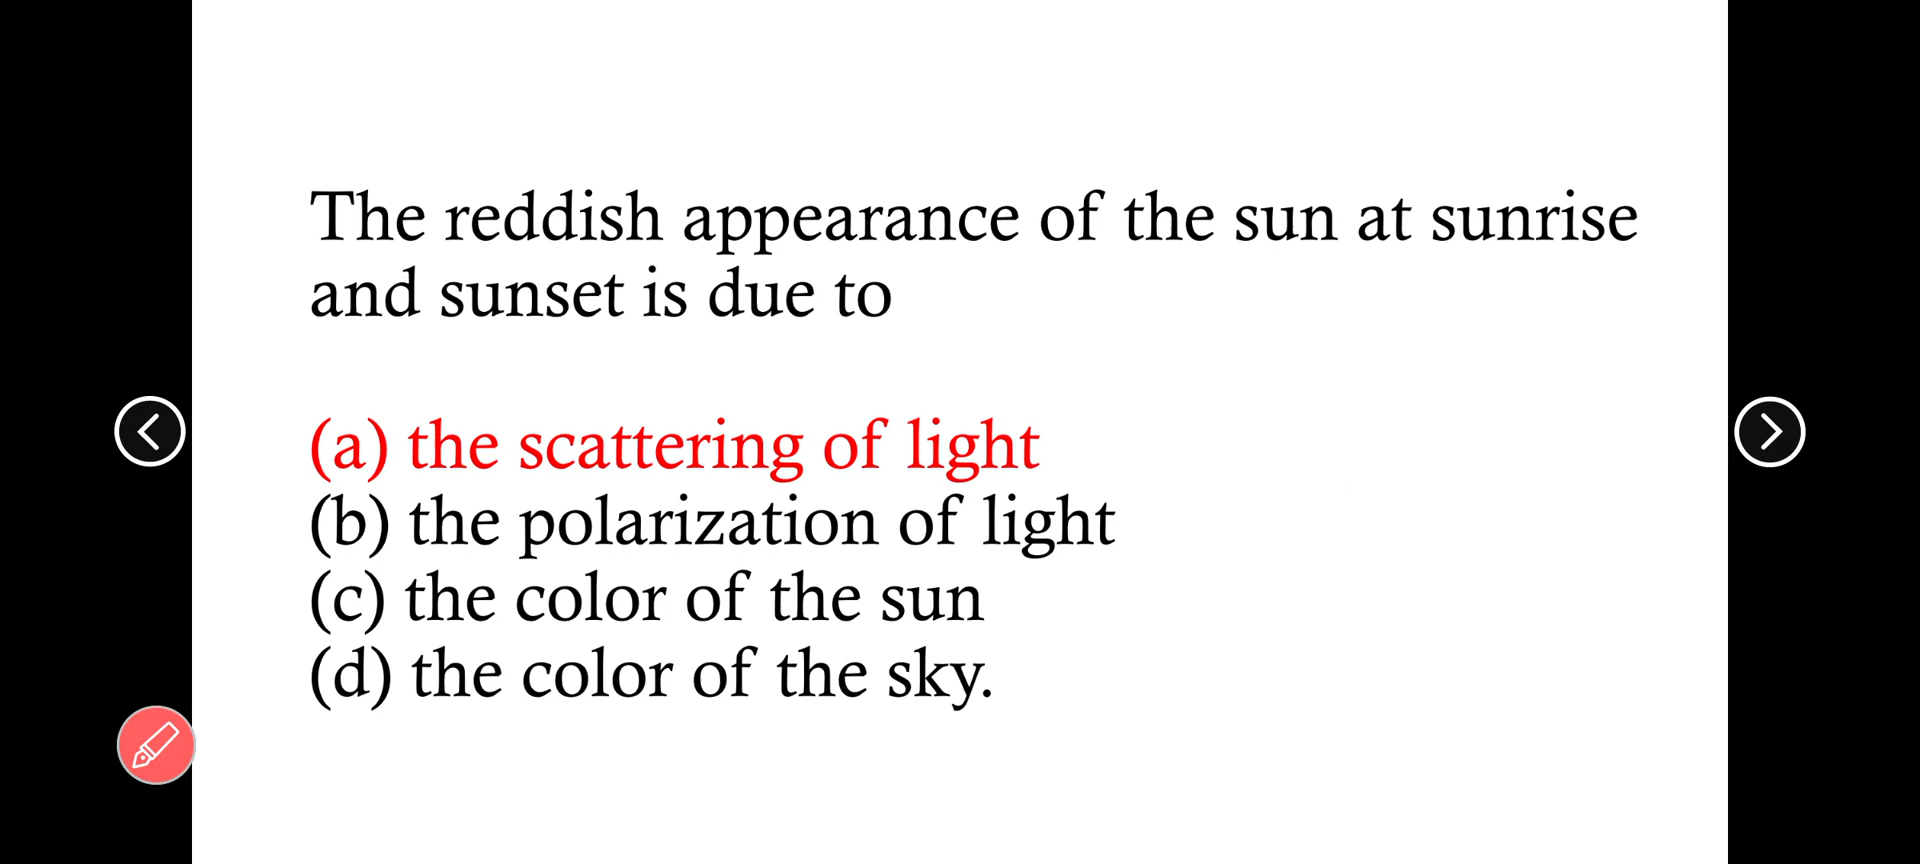 The reddish appearance of the sun at sunrise
and sunset is due to
(a) the scattering of light
(b) the polarization of light
(c) the color of the sun
(d) the color of the sky.